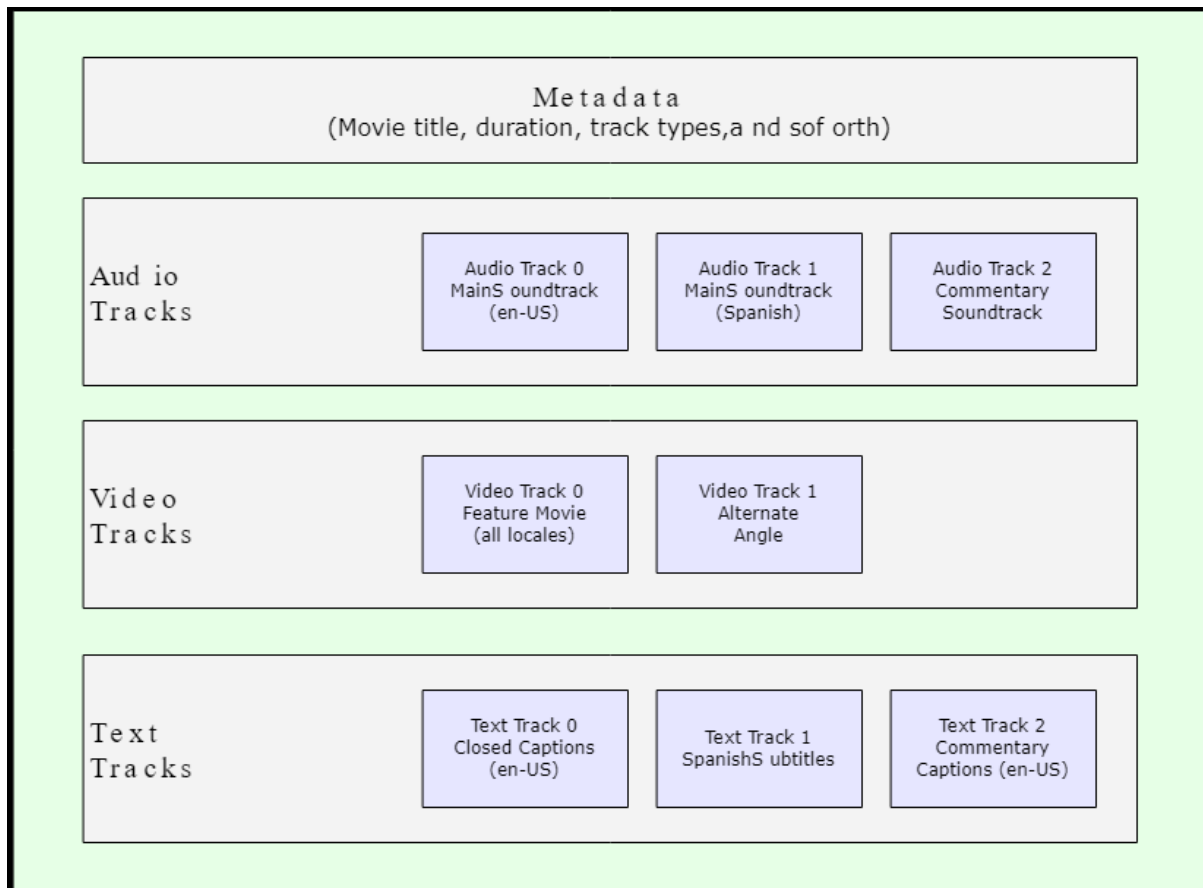 Metadata
(Movie title, duration, track types,a nd sof orth)
Aud io
Tracks
Audio Track 0
MainS oundtrack
(en-US)
Audio Track 1
MainS oundtrack
(Spanish)
Audio Track 2
Commentary
Soundtrack
Video
Tracks
Video Track 0
Feature Movie
(all locales)
Video Track 1
Alternate
Angle
Text
Tracks
Text Track 0
Closed Captions
(en-US)
Text Track 1
SpanishS ubtitles
Text Track 2
Commentary
Captions (en-US)